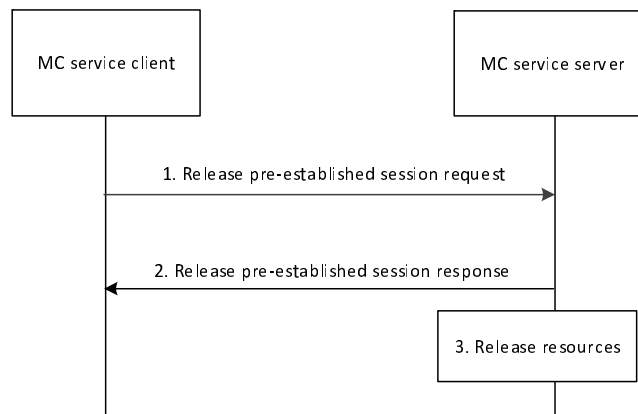 MC service client
MC service server
1. Release pre-established session request
2. Release pre-established session response
3. Release resources